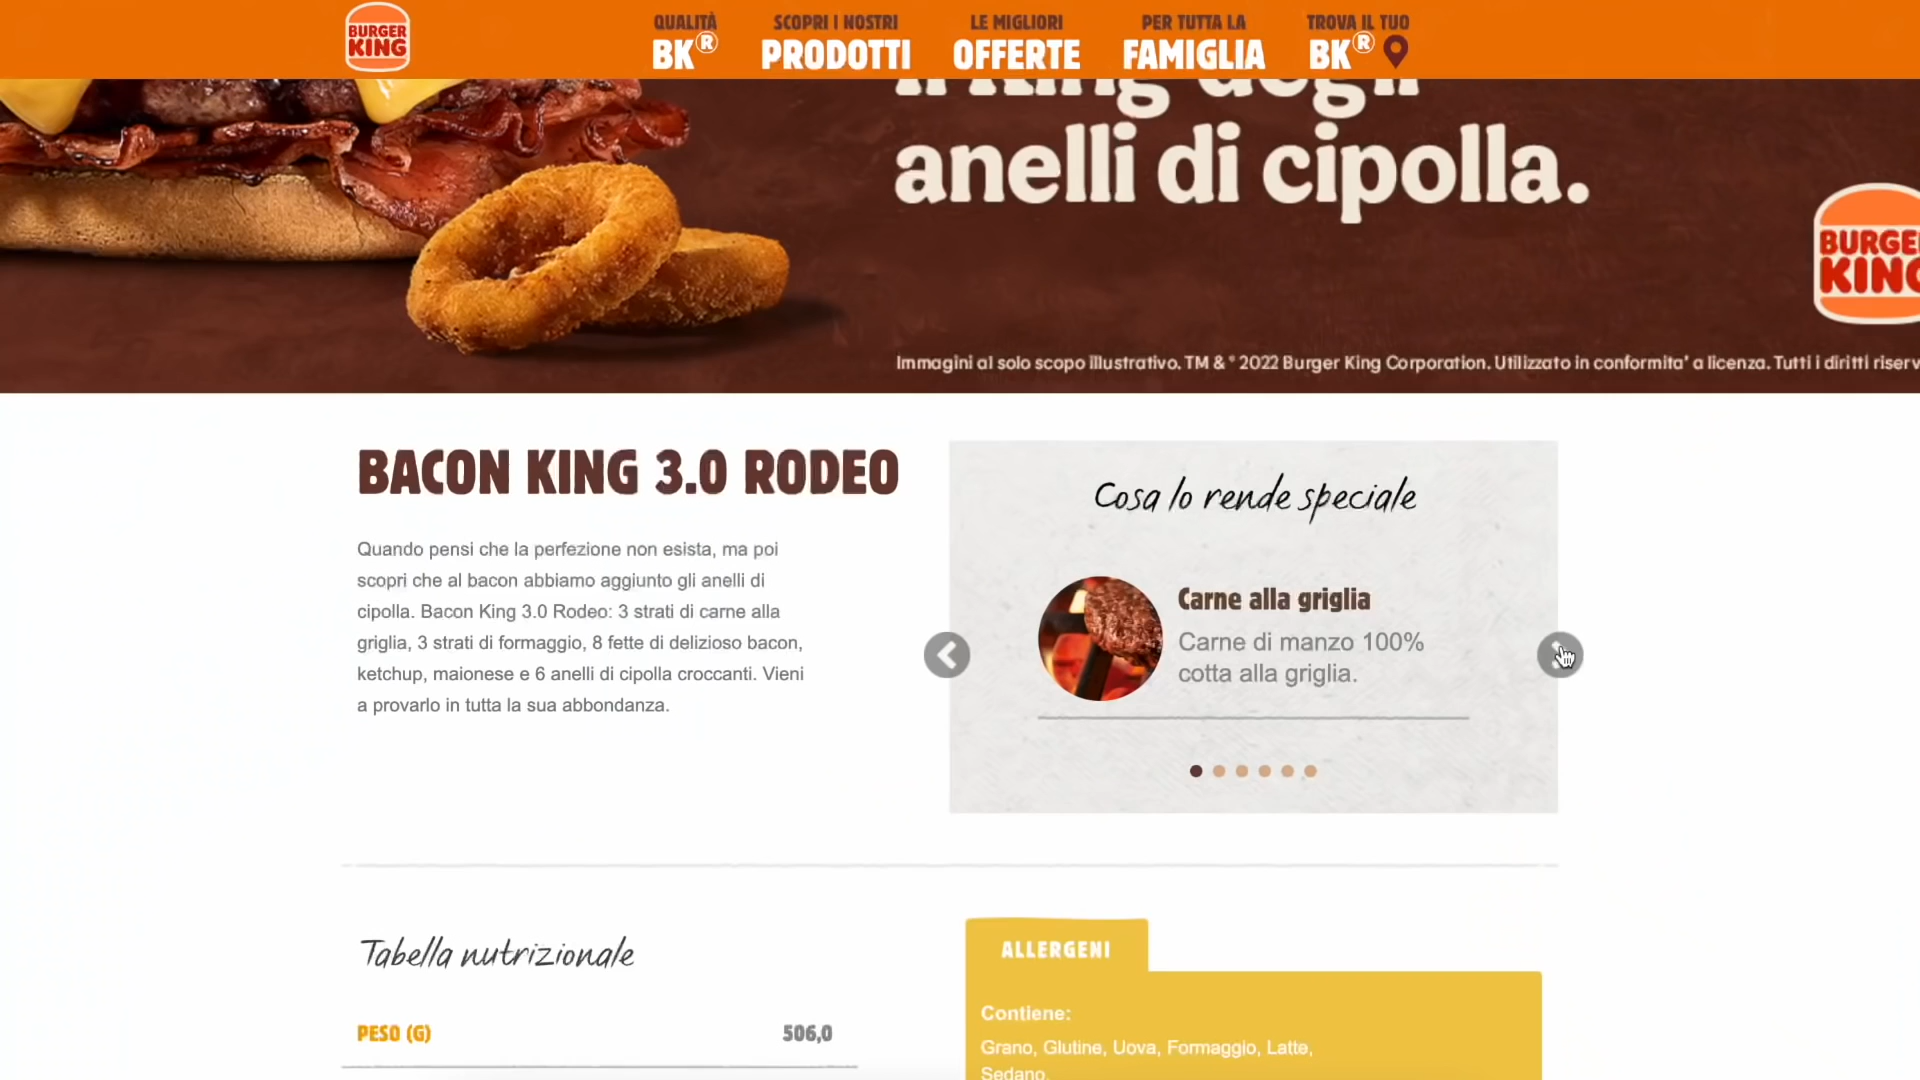 BURGER
KING
QUALITÀ
BK®
SCOPRI I NOSTRI
PRODOTTI
LE MIGLIORI
OFFERTE
PER TUTTA LA
FAMIGLIA
TROVA IL TUO
BK®
il King degli
anelli di cipolla.
BURGE
KING
Immagini al solo scopo illustrativo. TM & ® 2022 Burger King Corporation. Utilizzato in conformita' a licenza. Tutti i diritti riserv
BACON KING 3.0 RODEO
Quando pensi che la perfezione non esista, ma poi
scopri che al bacon abbiamo aggiunto gli anelli di
cipolla. Bacon King 3.0 Rodeo: 3 strati di carne alla
griglia, 3 strati di formaggio, 8 fette di delizioso bacon,
ketchup, maionese e 6 anelli di cipolla croccanti. Vieni
a provarlo in tutta la sua abbondanza.
Cosa lo rende speciale
Carne alla griglia
Carne di manzo 100%
cotta alla griglia.
Tabella nutrizionale
PESO (G) 506,0
ALLERGENI
Contiene:
Grano, Glutine, Uova, Formaggio, Latte,
Sedano.